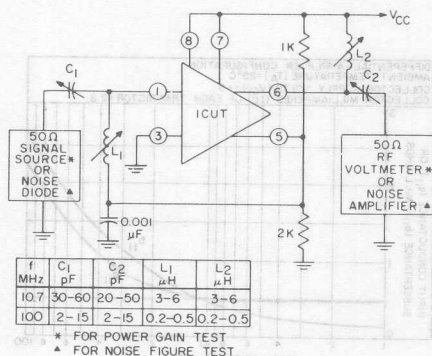 VCC
8
7
1K
L2
C1
C2
1
6
ICUT
3
5
L1
50Ω
SIGNAL
SOURCE*
OR
NOISE
DIODE ▲
50Ω
RF
VOLTMETER*
OR
NOISE
AMPLIFIER ▲
0.001
µF
2K
f MHz C1 pF C2 pF L1 µH L2 µH
10.7 30-60 20-50 3-6 3-6
100 2-15 2-15 0.2-0.5 0.2-0.5
* FOR POWER GAIN TEST
▲ FOR NOISE FIGURE TEST